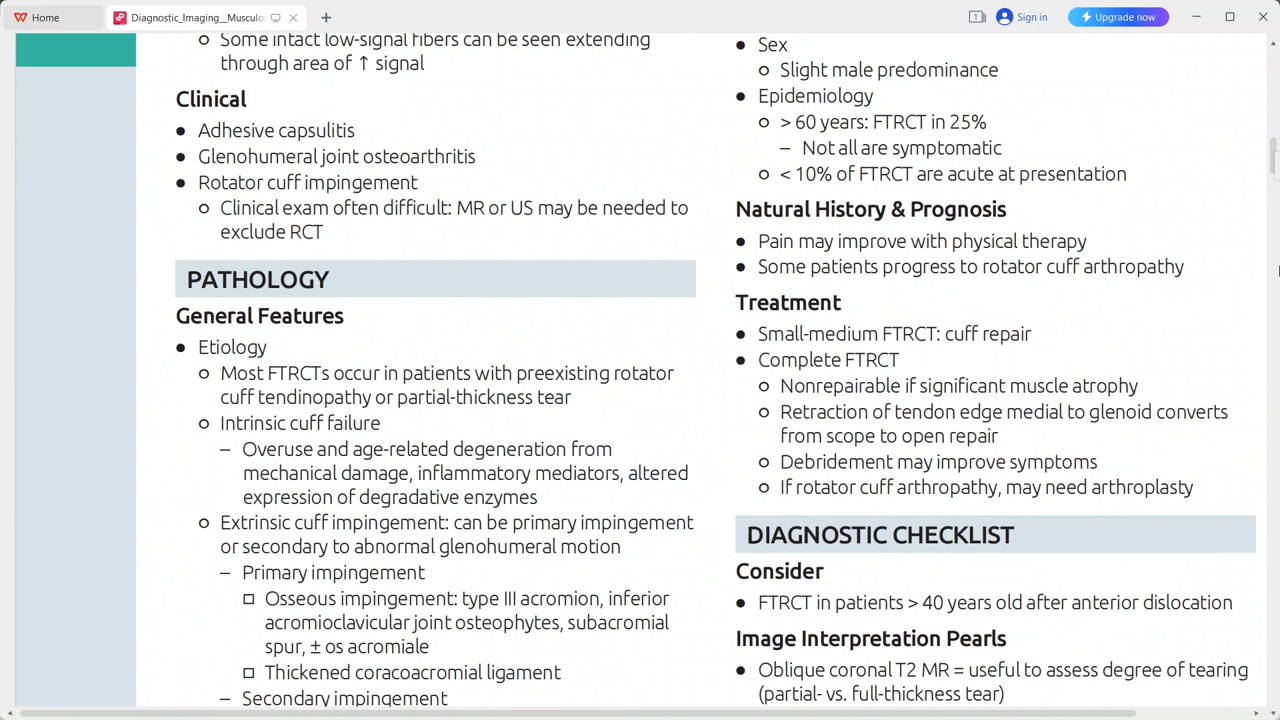 Home
Diagnostic_Imaging__Musculos
Sign in
Upgrade now
○ Some intact low-signal fibers can be seen extending
through area of ↑ signal
Clinical
● Adhesive capsulitis
● Glenohumeral joint osteoarthritis
● Rotator cuff impingement
○ Clinical exam often difficult: MR or US may be needed to
exclude RCT
PATHOLOGY
General Features
● Etiology
○ Most FTRCTs occur in patients with preexisting rotator
cuff tendinopathy or partial-thickness tear
○ Intrinsic cuff failure
– Overuse and age-related degeneration from
mechanical damage, inflammatory mediators, altered
expression of degradative enzymes
○ Extrinsic cuff impingement: can be primary impingement
or secondary to abnormal glenohumeral motion
– Primary impingement
□ Osseous impingement: type III acromion, inferior
acromioclavicular joint osteophytes, subacromial
spur, ± os acromiale
□ Thickened coracoacromial ligament
– Secondary impingement
● Sex
○ Slight male predominance
● Epidemiology
○ > 60 years: FTRCT in 25%
– Not all are symptomatic
○ < 10% of FTRCT are acute at presentation
Natural History & Prognosis
● Pain may improve with physical therapy
● Some patients progress to rotator cuff arthropathy
Treatment
● Small-medium FTRCT: cuff repair
● Complete FTRCT
○ Nonrepairable if significant muscle atrophy
○ Retraction of tendon edge medial to glenoid converts
from scope to open repair
○ Debridement may improve symptoms
○ If rotator cuff arthropathy, may need arthroplasty
DIAGNOSTIC CHECKLIST
Consider
● FTRCT in patients > 40 years old after anterior dislocation
Image Interpretation Pearls
● Oblique coronal T2 MR = useful to assess degree of tearing
(partial- vs. full-thickness tear)